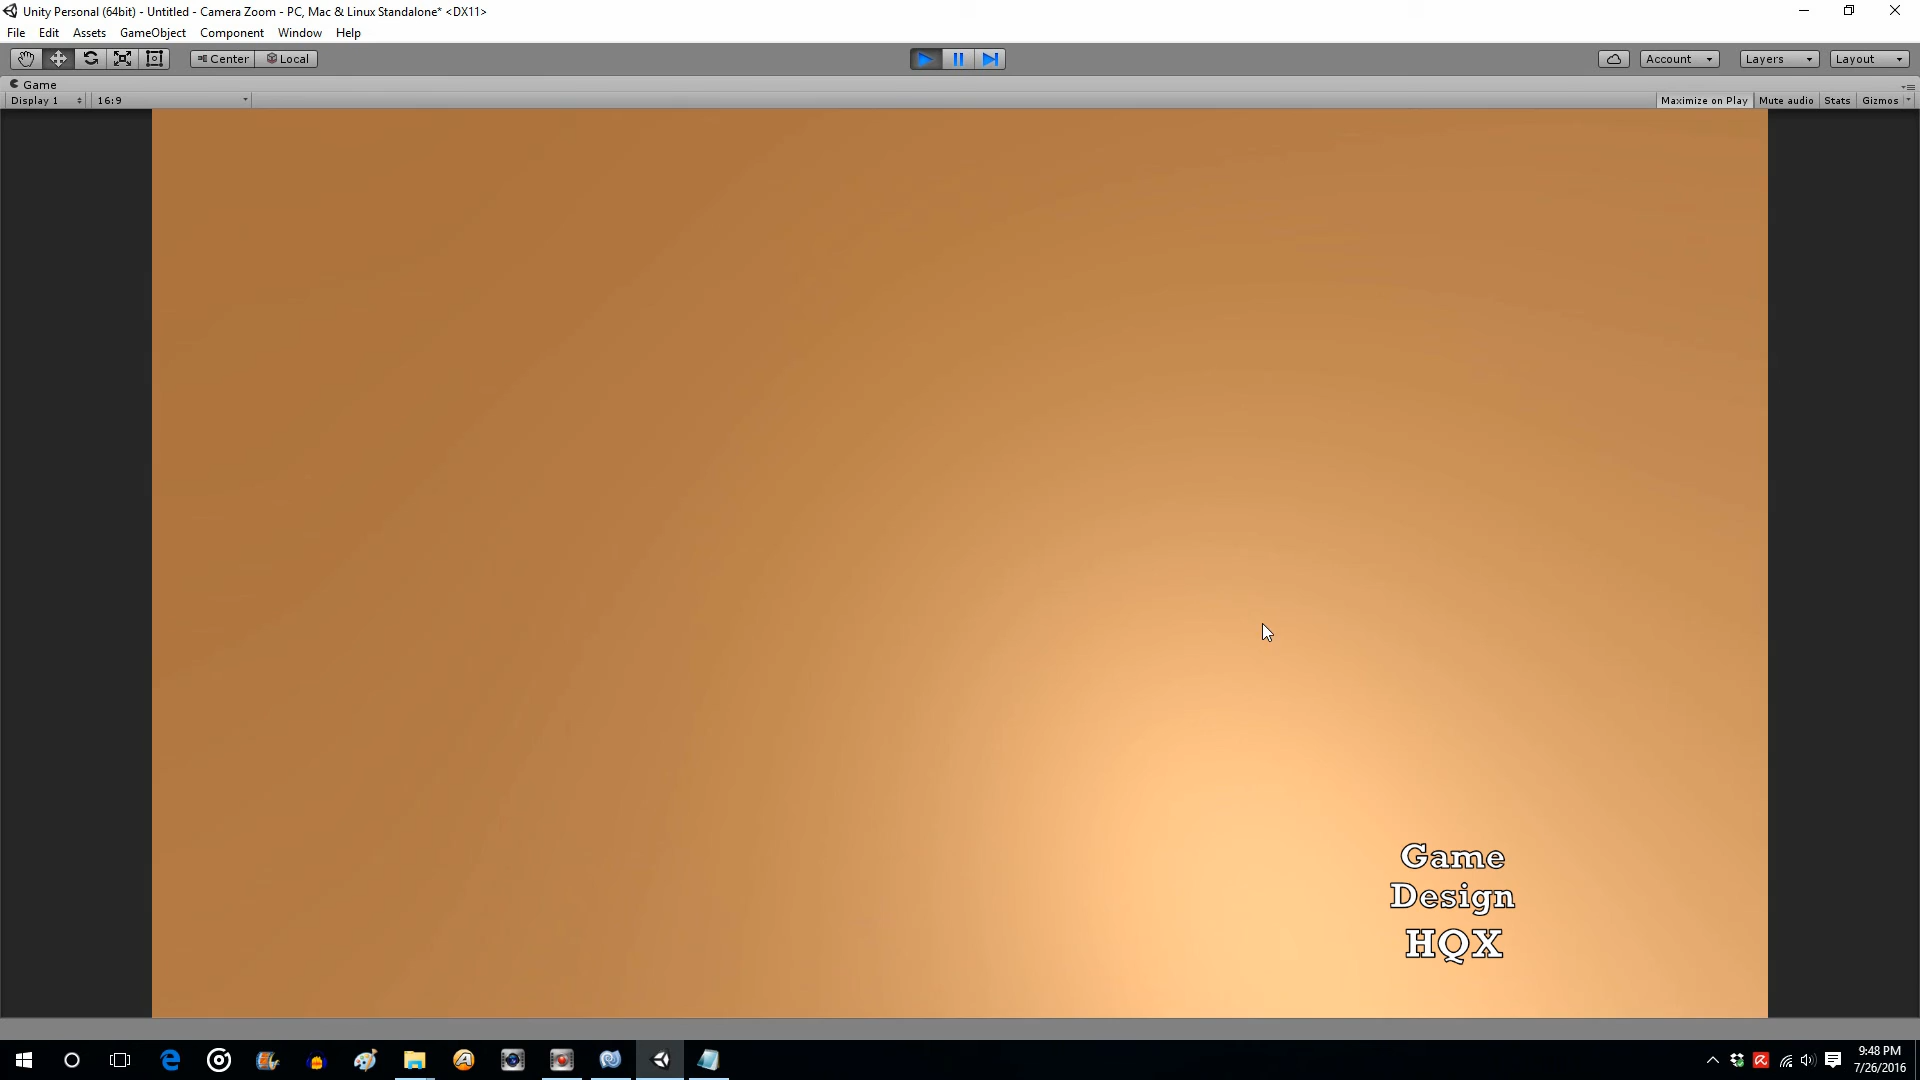 Unity Personal (64bit) - Untitled - Camera Zoom - PC, Mac & Linux Standalone* <DX11>
File Edit Assets GameObject Component Window Help
Center Local Account Layers Layout
Game
Display 1 16:9 Maximize on Play Mute audio Stats Gizmos
Game
Design
HQX
9:48 PM
7/26/2016